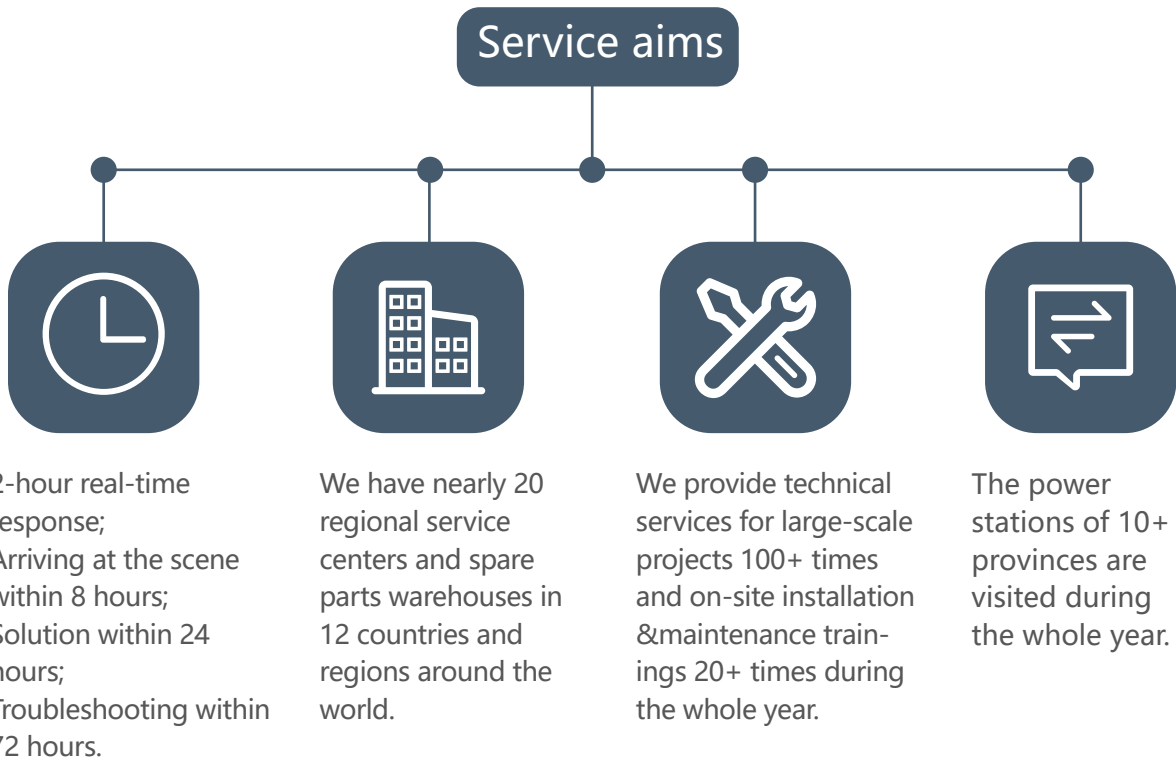 Service aims
2-hour real-time
response;
Arriving at the scene
within 8 hours;
Solution within 24
hours;
Troubleshooting within
72 hours.
We have nearly 20
regional service
centers and spare
parts warehouses in
12 countries and
regions around the
world.
We provide technical
services for large-scale
projects 100+ times
and on-site installation
&maintenance train-
ings 20+ times during
the whole year.
The power
stations of 10+
provinces are
visited during
the whole year.